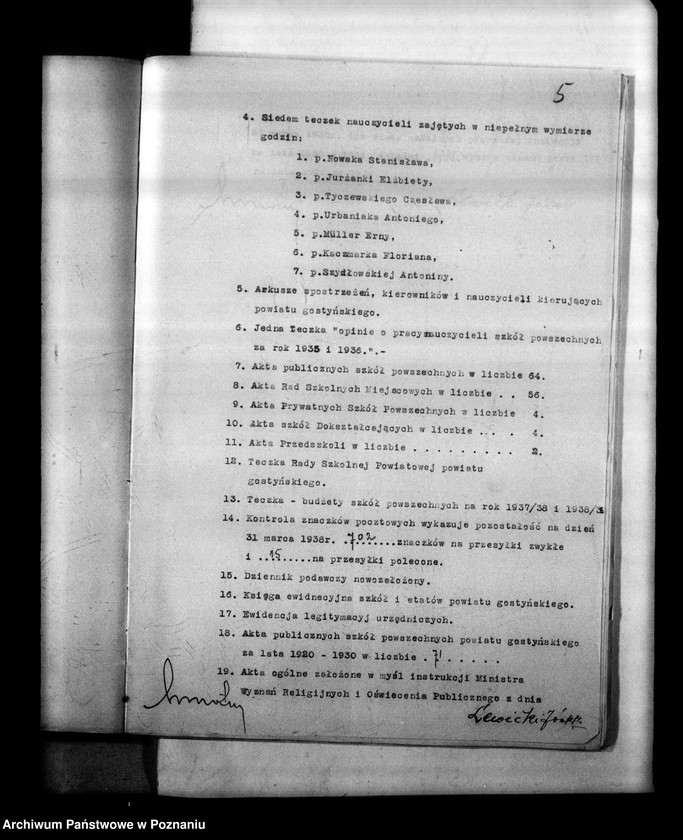 5
4. Siedem teczek nauczycieli zajętych w niepełnym wymiarze
godzin:
1. p.Nowaka Stanisława,
2. p.Jurżanki Elżbiety,
3. p.Tyczewskiego Czesława,
4. p.Urbaniaka Antoniego,
5. p.Müller Erny,
6. p.Kaczmarka Floriana,
7. p.Szydłowskiej Antoniny.
5. Arkusze spostrzeżeń, kierowników i nauczycieli kierujących
powiatu gostyńskiego.
6. Jedna teczka "opinie o pracy nauczycieli szkół powszechnych
za rok 1935 i 1936.".-
7. Akta publicznych szkół powszechnych w liczbie 64.
8. Akta Rad Szkolnych Miejscowych w liczbie . . 56.
9. Akta Prywatnych Szkół Powszechnych w liczbie 4.
10. Akta szkół Dokształcających w liczbie ... . 4.
11. Akta Przedszkoli w liczbie . . . . . . . . . . 2.
12. Teczka Rady Szkolnej Powiatowej powiatu
gostyńskiego.
13. Teczka - budżety szkół powszechnych na rok 1937/38 i 1938/3
14. Kontrola znaczków pocztowych wykazuje pozostałość na dzień
31 marca 1938r. .702.....znaczków na przesyłki zwykłe
i ..15.....na przesyłki polecone.
15. Dziennik podawczy nowozałożony.
16. Księga ewidnecyjna szkół i etatów powiatu gostyńskiego.
17. Ewidencja legitymacyj urzędniczych.
18. Akta publicznych szkół powszechnych powiatu gostyńskiego
za lata 1920 - 1930 w liczbie . 71 . . . . .
19. Akta ogólne założone w myśl instrukcji Ministra
Wyznań Religijnych i Oświecenia Publicznego z dnia
Lewicki Józef
Archiwum Państwowe w Poznaniu